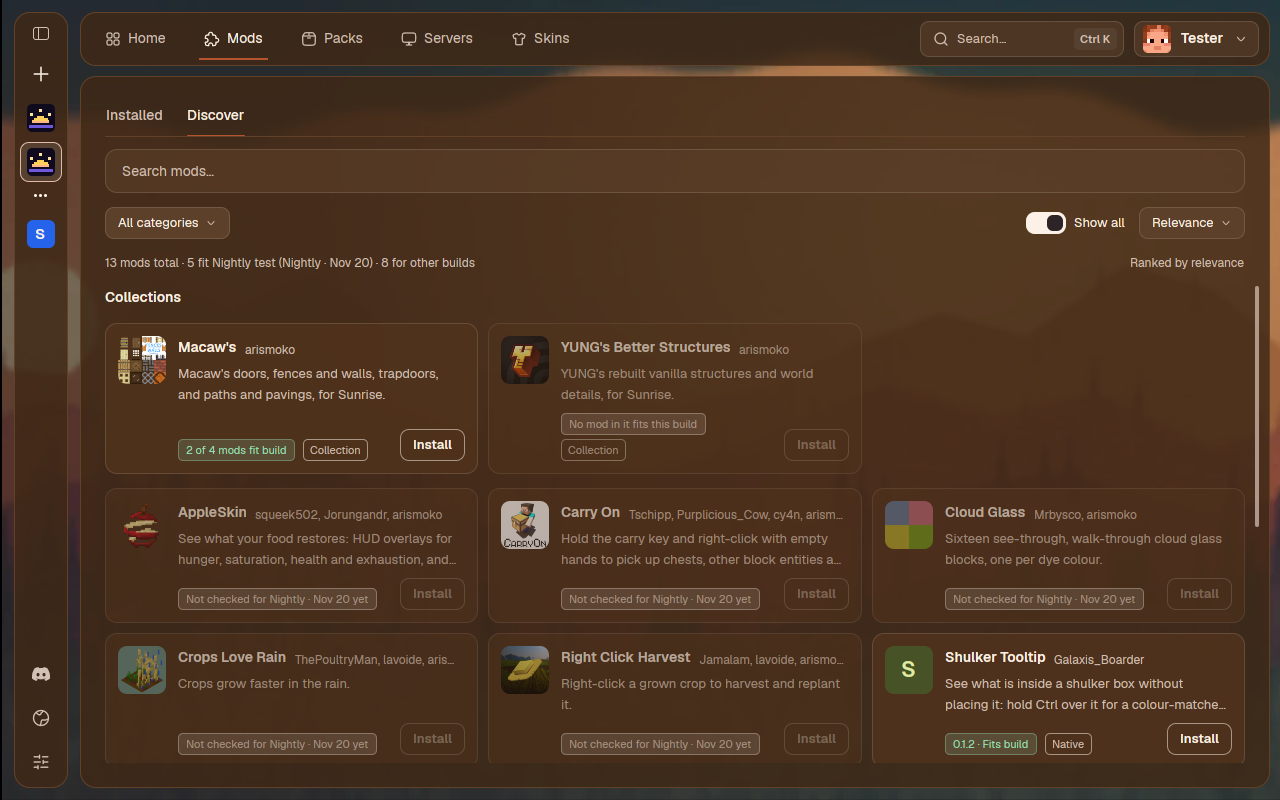 Home
Mods
Packs
Servers
Skins
Search...
Ctrl K
Tester
Installed
Discover
Search mods...
All categories
Show all
Relevance
13 mods total · 5 fit Nightly test (Nightly · Nov 20) · 8 for other builds
Ranked by relevance
Collections
Macaw's arismoko
Macaw's doors, fences and walls, trapdoors,
and paths and pavings, for Sunrise.
2 of 4 mods fit build
Collection
Install
YUNG's Better Structures arismoko
YUNG's rebuilt vanilla structures and world
details, for Sunrise.
No mod in it fits this build
Collection
Install
S
AppleSkin squeek502, Jorungandr, arismoko
See what your food restores: HUD overlays for
hunger, saturation, health and exhaustion, and...
Not checked for Nightly · Nov 20 yet
Install
CARRYON
Carry On Tschipp, Purplicious_Cow, cy4n, arism...
Hold the carry key and right-click with empty
hands to pick up chests, other block entities a...
Not checked for Nightly · Nov 20 yet
Install
Cloud Glass Mrbysco, arismoko
Sixteen see-through, walk-through cloud glass
blocks, one per dye colour.
Not checked for Nightly · Nov 20 yet
Install
Crops Love Rain ThePoultryMan, lavoide, aris...
Crops grow faster in the rain.
Not checked for Nightly · Nov 20 yet
Install
Right Click Harvest Jamalam, lavoide, arismo...
Right-click a grown crop to harvest and replant
it.
Not checked for Nightly · Nov 20 yet
Install
S
Shulker Tooltip Galaxis_Boarder
See what is inside a shulker box without
placing it: hold Ctrl over it for a colour-matche...
0.1.2 · Fits build
Native
Install